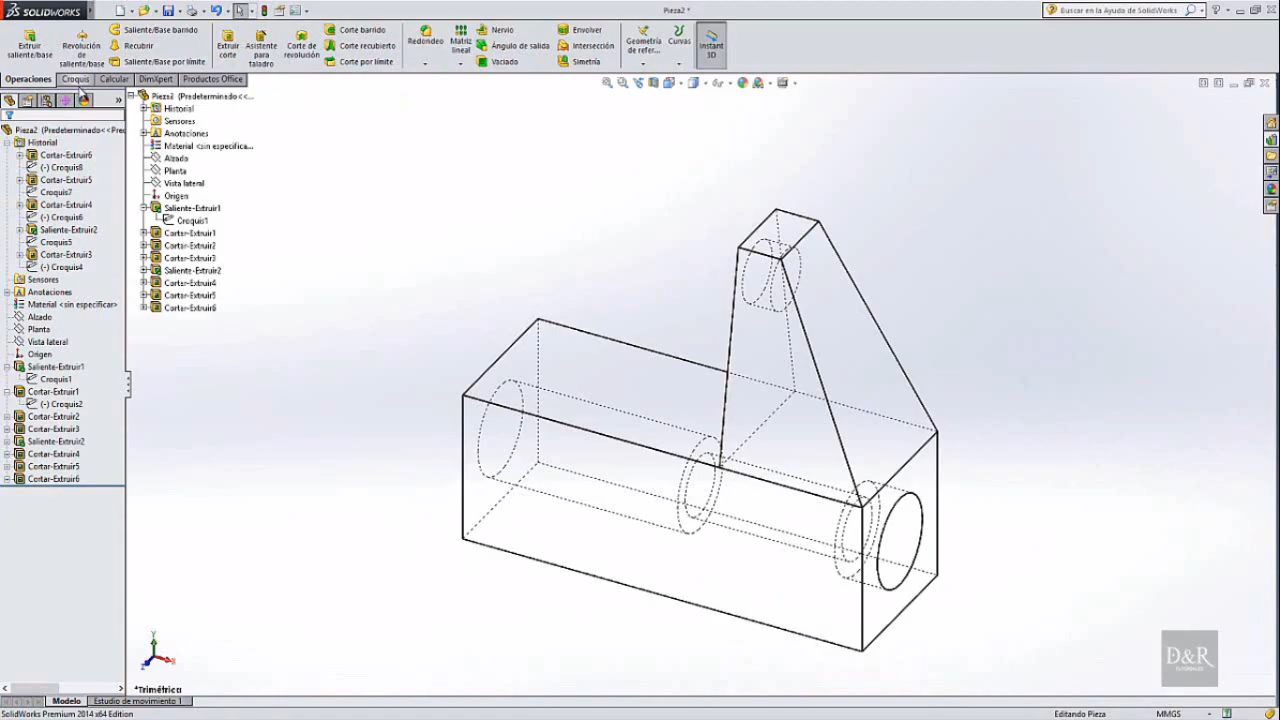 SOLIDWORKS
Pieza2 *
Buscar en la Ayuda de SolidWorks
Extruir saliente/base
Revolución de saliente/base
Saliente/Base barrido
Recubrir
Saliente/Base por límite
Extruir corte
Asistente para taladro
Corte de revolución
Corte barrido
Corte recubierto
Corte por límite
Redondeo
Matriz lineal
Nervio
Ángulo de salida
Vaciado
Envolver
Intersección
Simetría
Geometría de refer...
Curvas
Instant 3D
Operaciones
Croquis
Calcular
DimXpert
Productos Office
Pieza2 (Predeterminado<<Prec
Historial
Cortar-Extruir6
(-) Croquis8
Cortar-Extruir5
Croquis7
Cortar-Extruir4
(-) Croquis6
Saliente-Extruir2
Croquis5
Cortar-Extruir3
(-) Croquis4
Sensores
Anotaciones
Material <sin especificar>
Alzado
Planta
Vista lateral
Origen
Saliente-Extruir1
Croquis1
Cortar-Extruir1
(-) Croquis2
Cortar-Extruir2
Cortar-Extruir3
Saliente-Extruir2
Cortar-Extruir4
Cortar-Extruir5
Cortar-Extruir6
Pieza2 (Predeterminado<<...
Historial
Sensores
Anotaciones
Material <sin especifica...
Alzado
Planta
Vista lateral
Origen
Saliente-Extruir1
Croquis1
Cortar-Extruir1
Cortar-Extruir2
Cortar-Extruir3
Saliente-Extruir2
Cortar-Extruir4
Cortar-Extruir5
Cortar-Extruir6
Y
X
Z
*Trimétrica
D&R
TUTORIALES
Modelo
Estudio de movimiento 1
SolidWorks Premium 2014 x64 Edition
Editando Pieza
MMGS